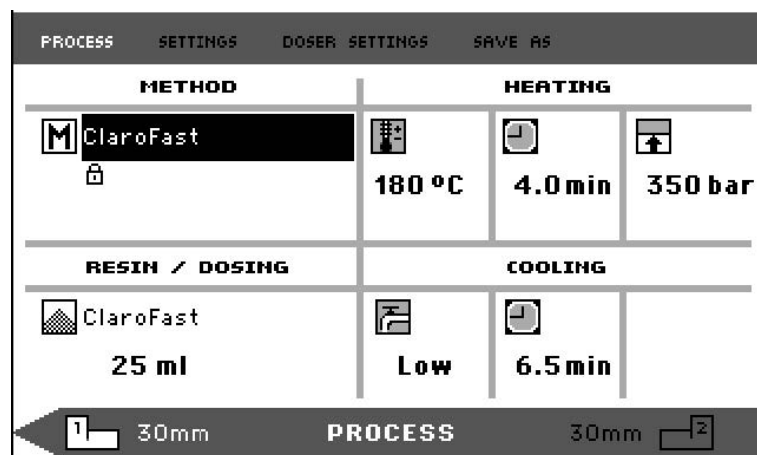 PROCESS SETTINGS DOSER SETTINGS SAVE AS
METHOD HEATING
M ClaroFast
180 ºC 4.0 min 350 bar
RESIN / DOSING COOLING
ClaroFast
25 ml Low 6.5 min
1 30mm PROCESS 30mm 2